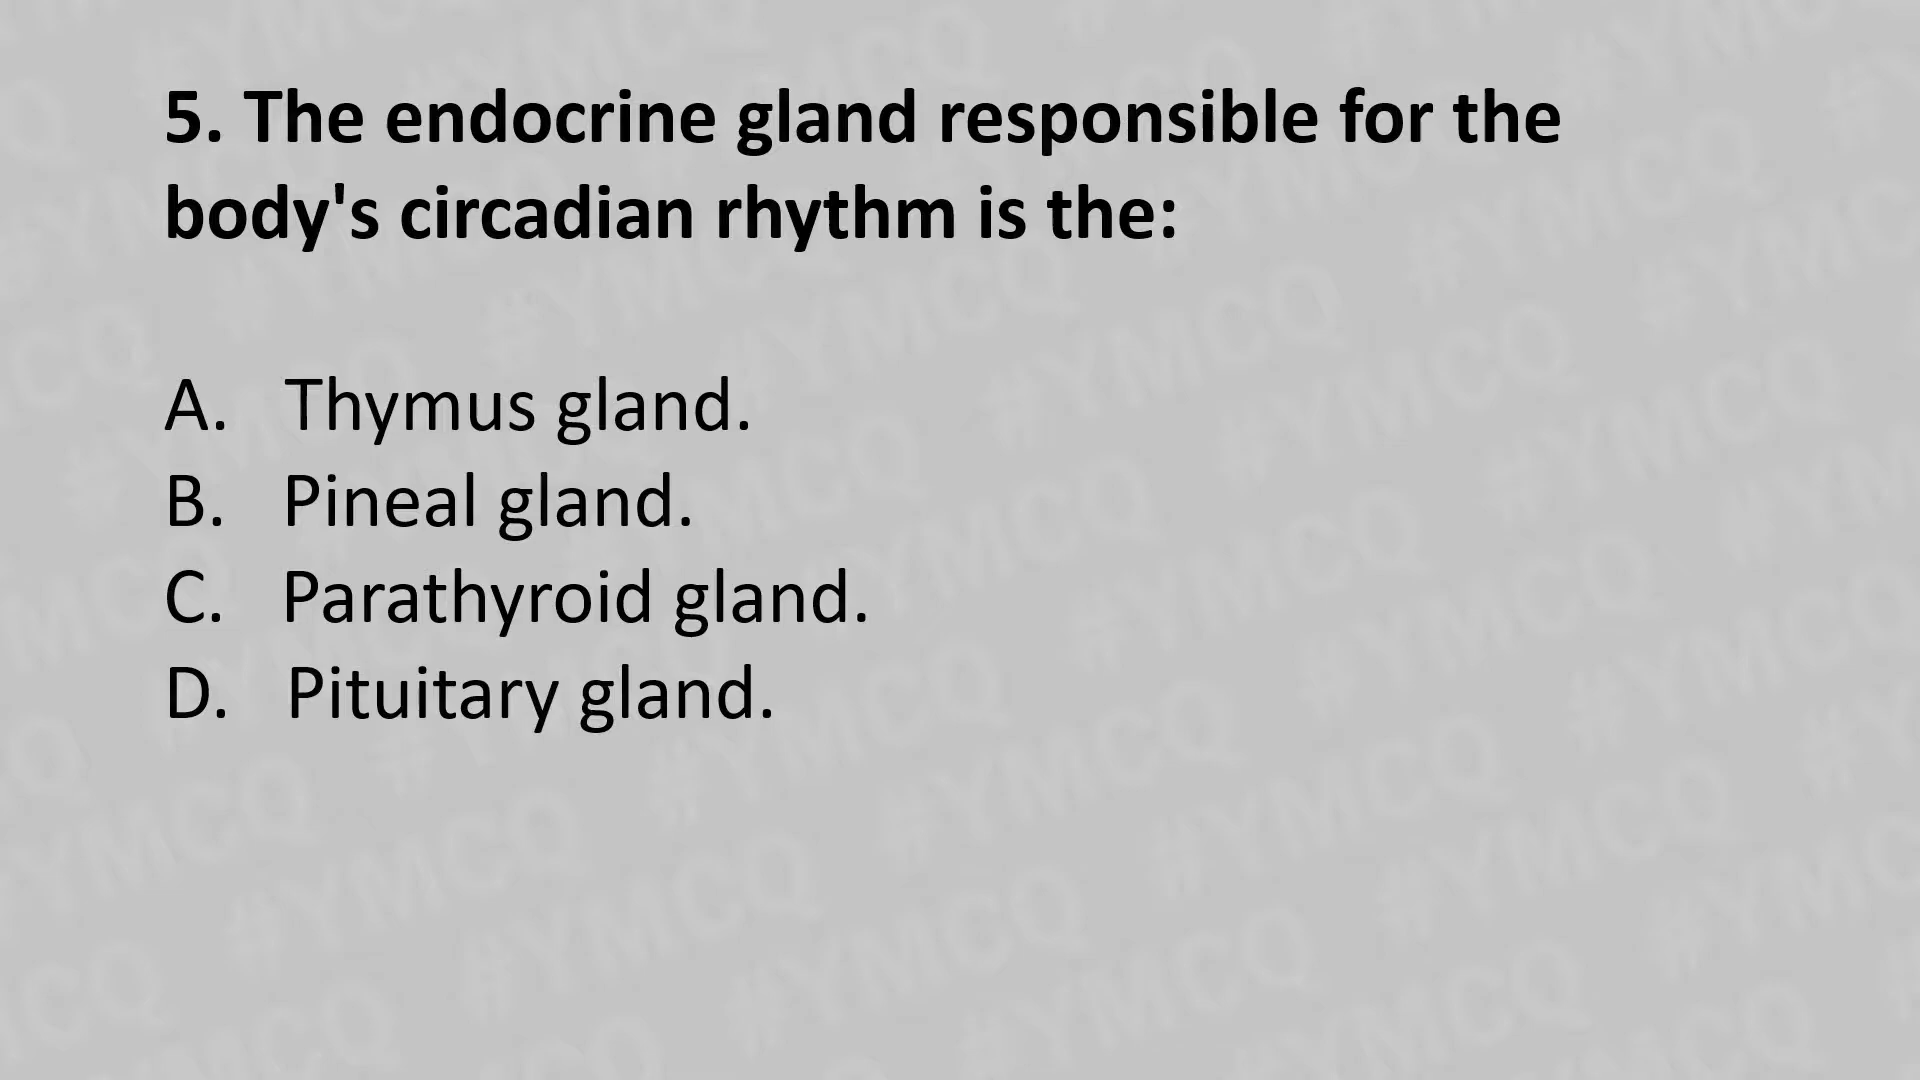 5. The endocrine gland responsible for the
body's circadian rhythm is the:
A. Thymus gland.
B. Pineal gland.
C. Parathyroid gland.
D. Pituitary gland.
#YMCQ